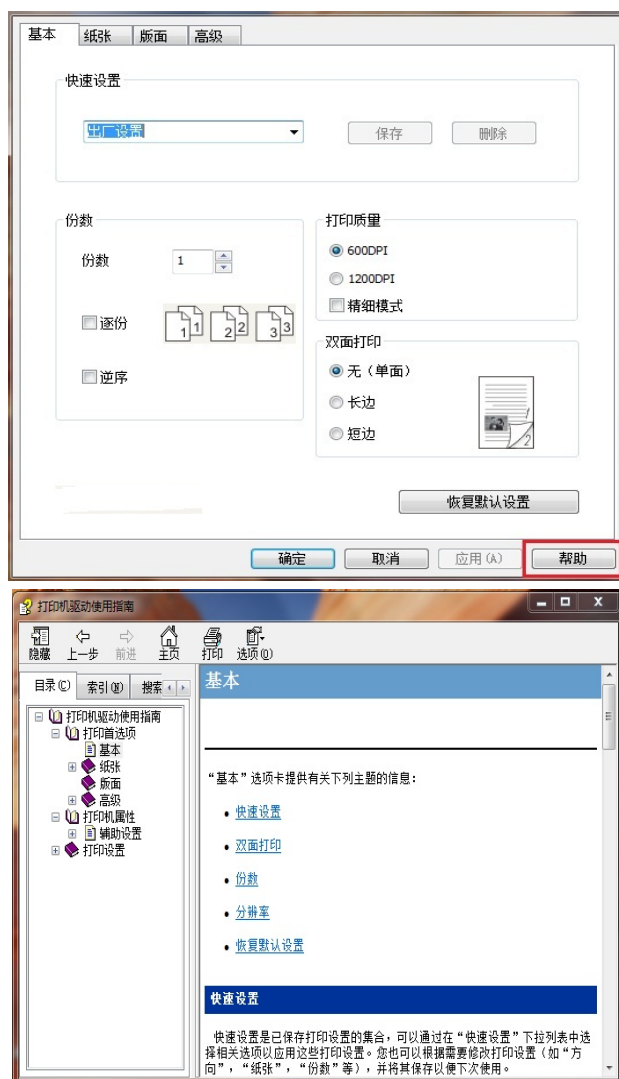 基本 纸张 版面 高级
快速设置
出厂设置 保存 删除
份数 打印质量
份数 1 600DPI
1200DPI
精细模式
逐份 1 1 2 2 3 3
双面打印
逆序 无（单面）
长边 1
短边 2
恢复默认设置
确定 取消 应用(A) 帮助
打印机驱动使用指南
隐藏 上一步 前进 主页 打印 选项(O)
目录(C) 索引(N) 搜索
打印机驱动使用指南
打印首选项
基本
纸张
版面
高级
打印机属性
辅助设置
打印设置
基本
“基本”选项卡提供有关下列主题的信息：
• 快速设置
• 双面打印
• 份数
• 分辨率
• 恢复默认设置
快速设置
快速设置是已保存打印设置的集合，可以通过在“快速设置”下拉列表中选
择相关选项以应用这些打印设置。您也可以根据需要修改打印设置（如“方
向”，“纸张”，“份数”等），并将其保存以便下次使用。